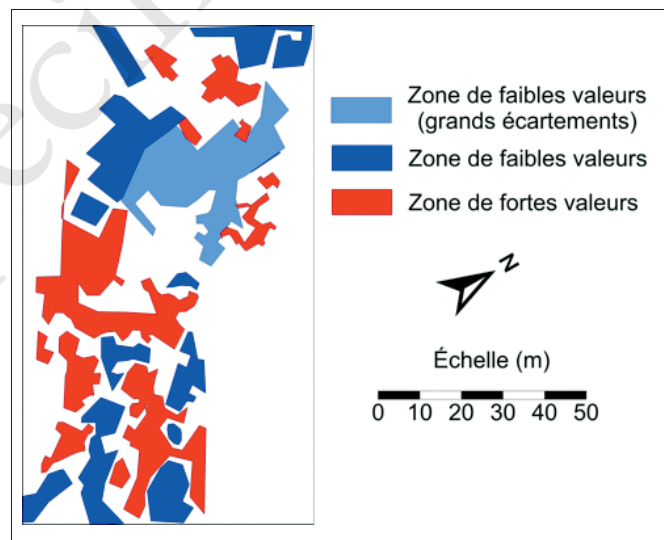 Zone de faibles valeurs
(grands écartements)
Zone de faibles valeurs
Zone de fortes valeurs
N
Échelle (m)
0 10 20 30 40 50